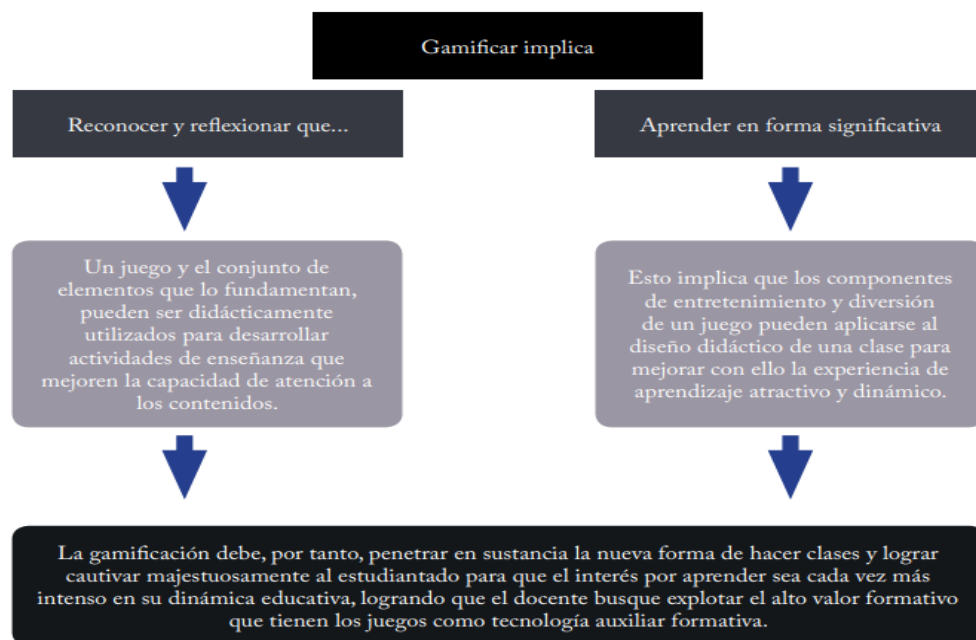 Gamificar implica
Reconocer y reflexionar que...
Aprender en forma significativa
Un juego y el conjunto de
elementos que lo fundamentan,
pueden ser didácticamente
utilizados para desarrollar
actividades de enseñanza que
mejoren la capacidad de atención a
los contenidos.
Esto implica que los componentes
de entretenimiento y diversión
de un juego pueden aplicarse al
diseño didáctico de una clase para
mejorar con ello la experiencia de
aprendizaje atractivo y dinámico.
La gamificación debe, por tanto, penetrar en sustancia la nueva forma de hacer clases y lograr
cautivar majestuosamente al estudiantado para que el interés por aprender sea cada vez más
intenso en su dinámica educativa, logrando que el docente busque explotar el alto valor formativo
que tienen los juegos como tecnología auxiliar formativa.